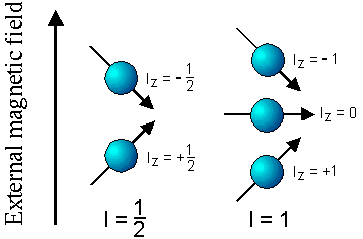 External magnetic field
I_Z = - 1/2
I_Z = +1/2
I = 1/2
I_Z = - 1
I_Z = 0
I_Z = +1
I = 1